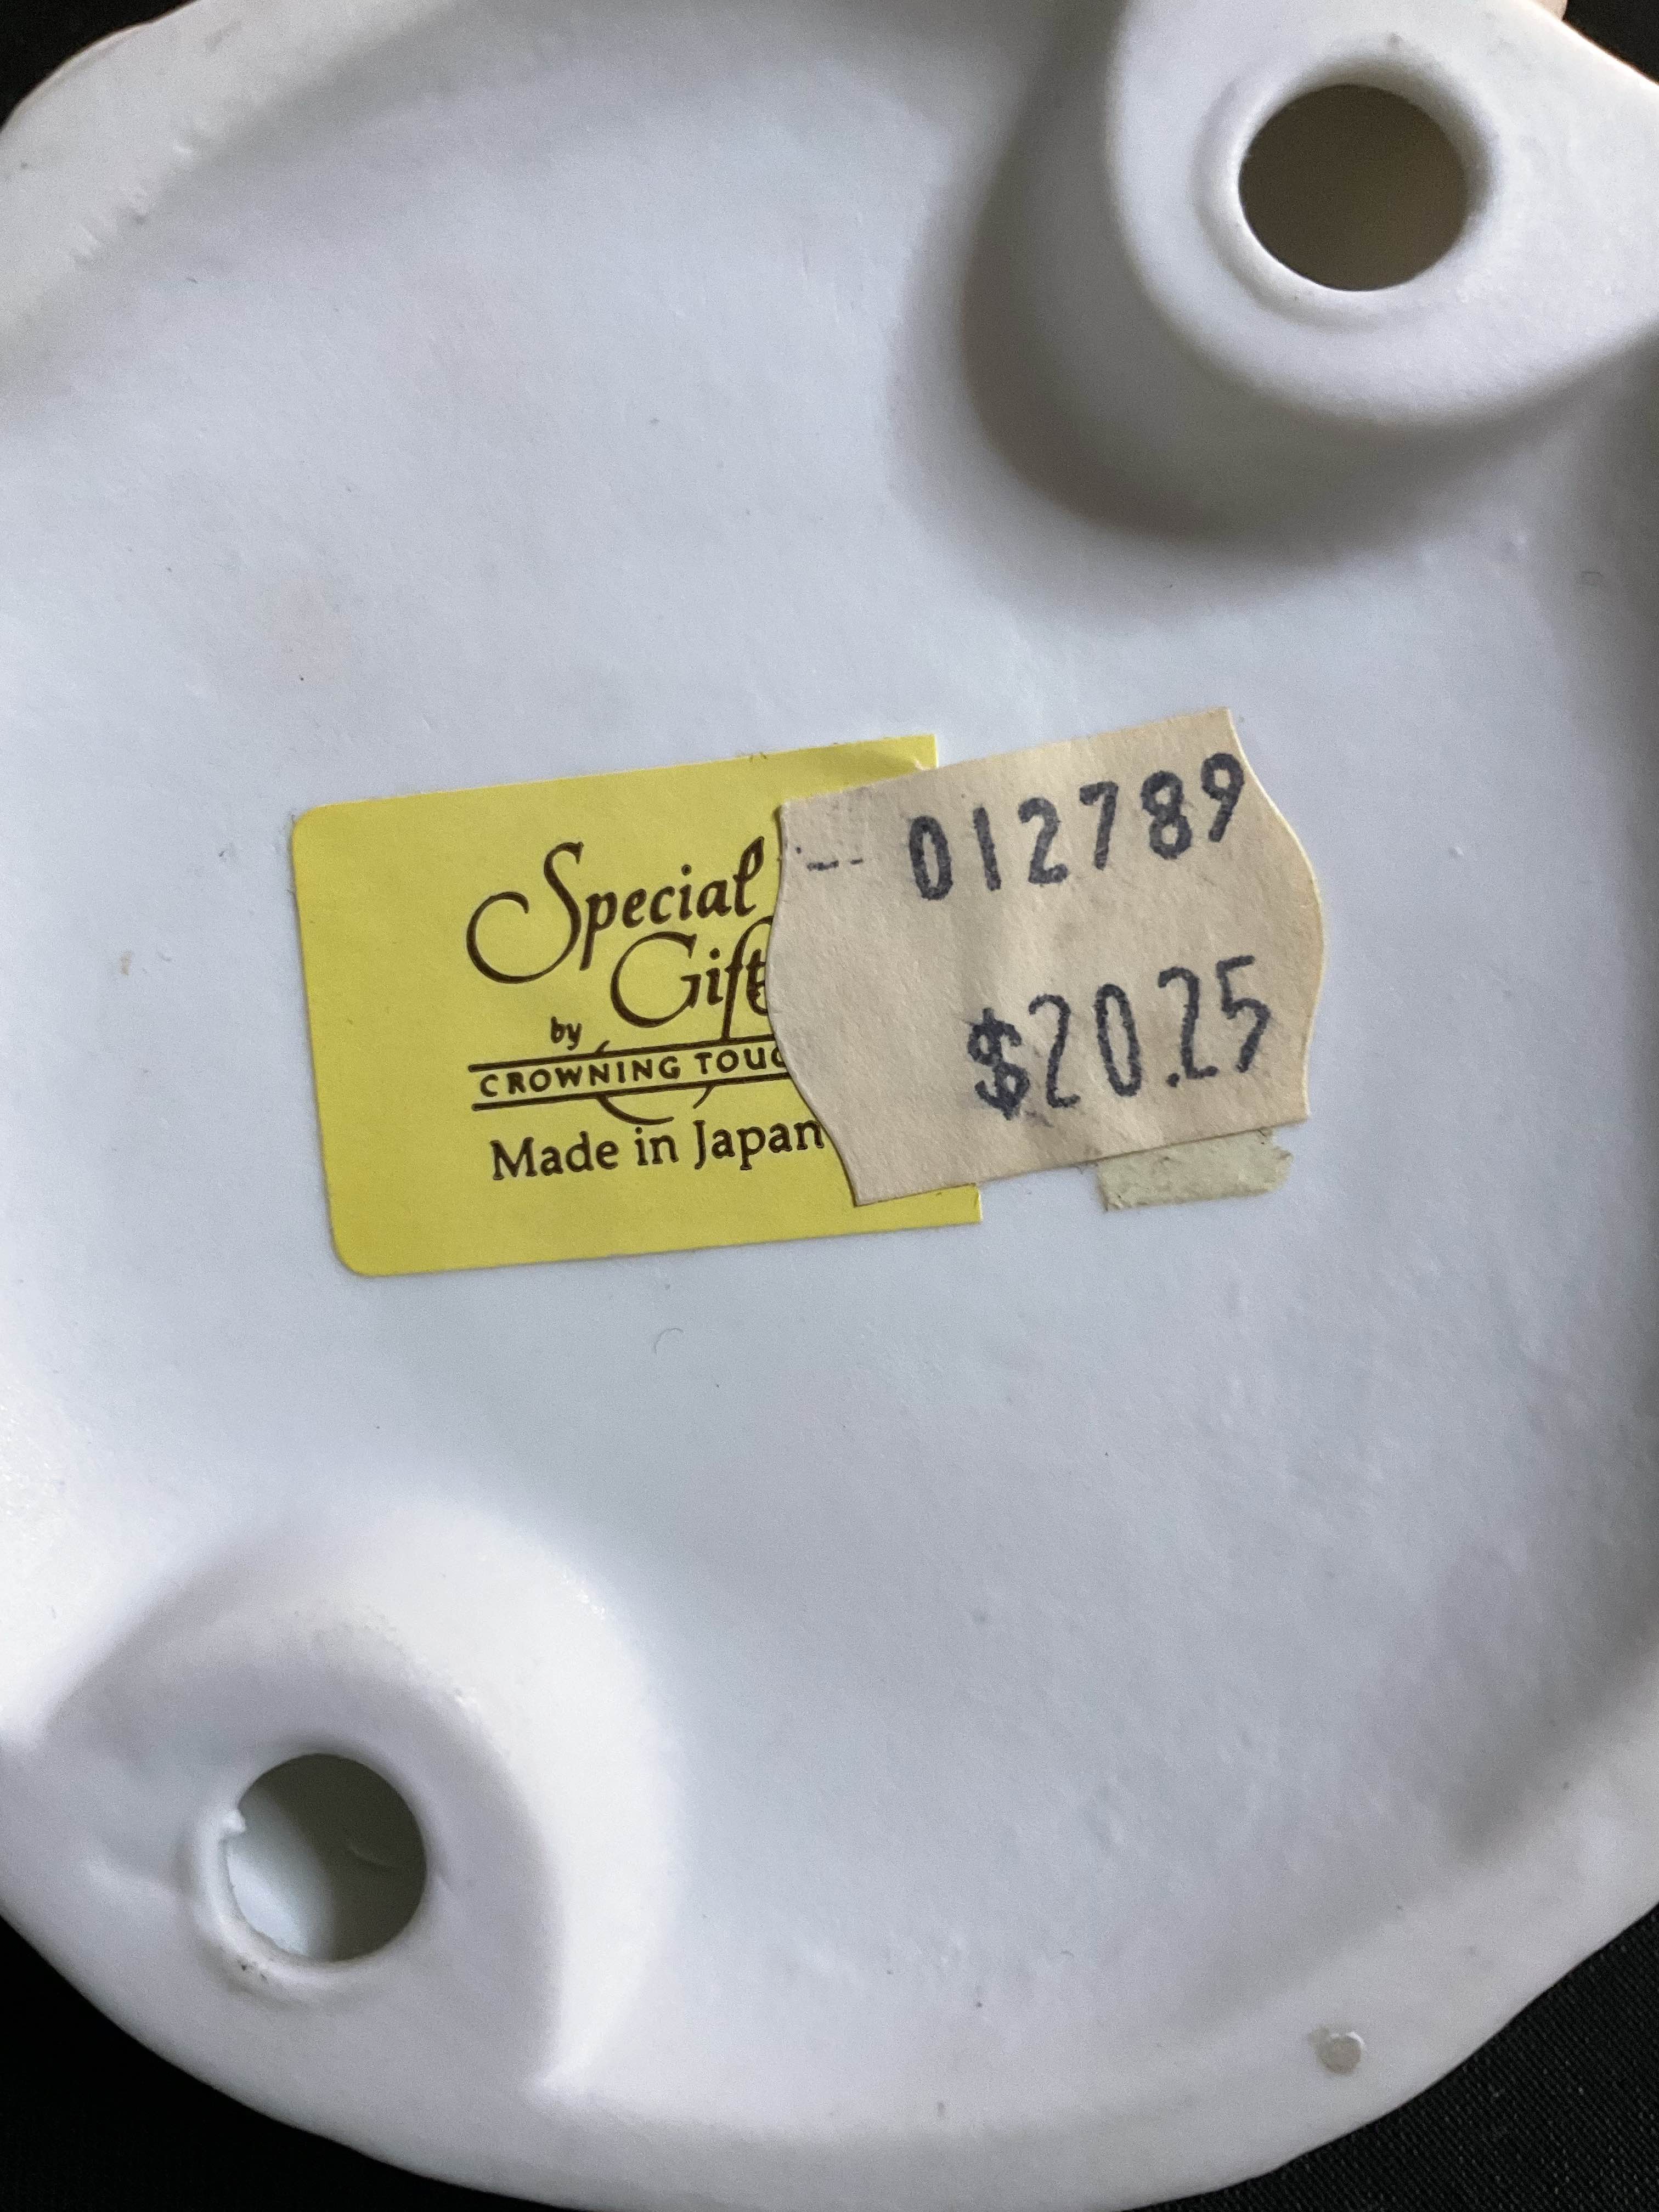 Special
Gift
by
CROWNING TOUC
Made in Japan
-- 012789
$20.25